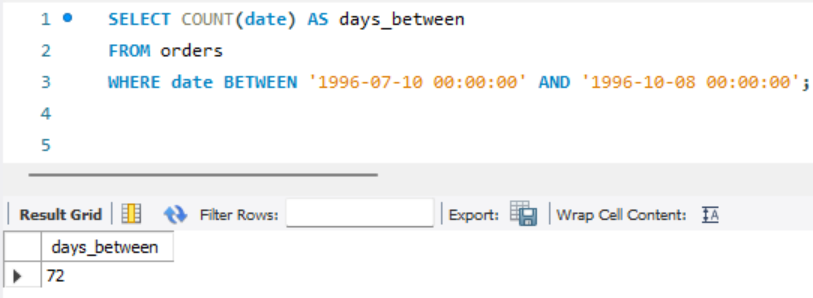 1 SELECT COUNT(date) AS days_between
2 FROM orders
3 WHERE date BETWEEN '1996-07-10 00:00:00' AND '1996-10-08 00:00:00';
4
5
Result Grid Filter Rows: Export: Wrap Cell Content: IA
days_between
72